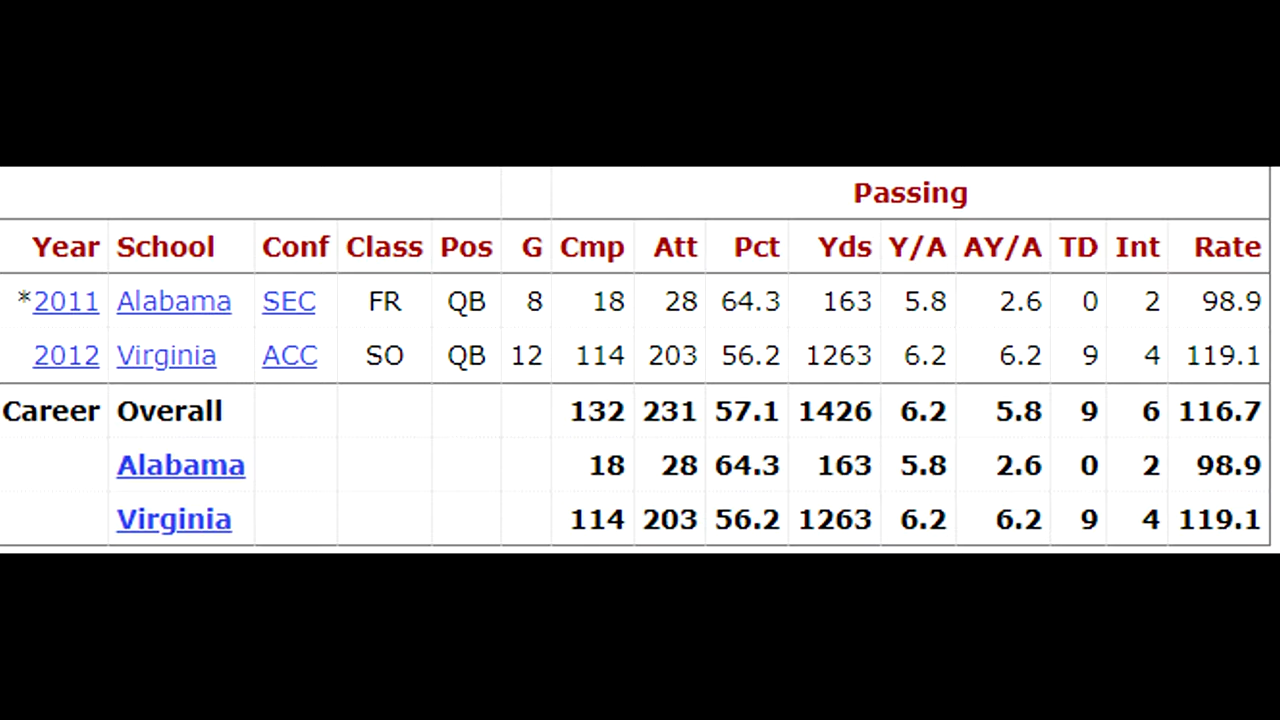 Passing
Year School Conf Class Pos G Cmp Att Pct Yds Y/A AY/A TD Int Rate
*2011 Alabama SEC FR QB 8 18 28 64.3 163 5.8 2.6 0 2 98.9
2012 Virginia ACC SO QB 12 114 203 56.2 1263 6.2 6.2 9 4 119.1
Career Overall 132 231 57.1 1426 6.2 5.8 9 6 116.7
Alabama 18 28 64.3 163 5.8 2.6 0 2 98.9
Virginia 114 203 56.2 1263 6.2 6.2 9 4 119.1